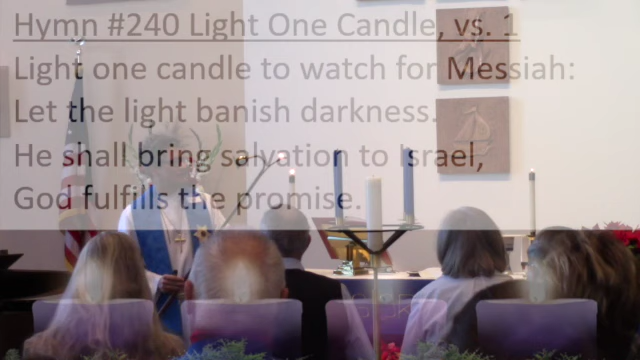 Hymn #240 Light One Candle, vs. 1
Light one candle to watch for Messiah:
Let the light banish darkness.
He shall bring salvation to Israel,
God fulfills the promise.